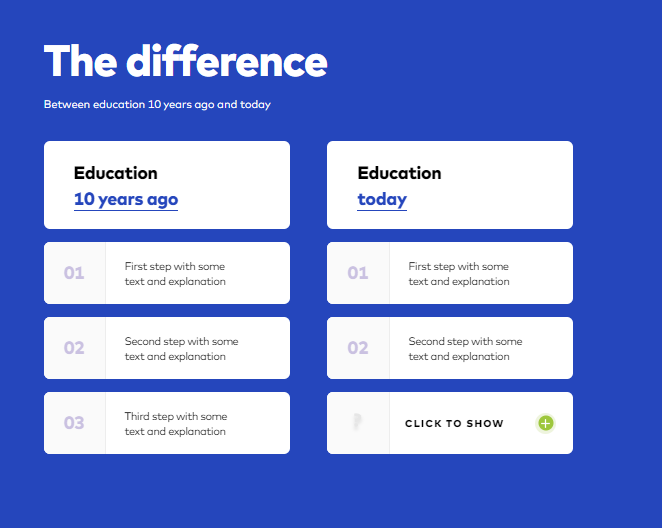 The difference
Between education 10 years ago and today
Education
10 years ago
01
First step with some
text and explanation
02
Second step with some
text and explanation
03
Third step with some
text and explanation
Education
today
01
First step with some
text and explanation
02
Second step with some
text and explanation
CLICK TO SHOW